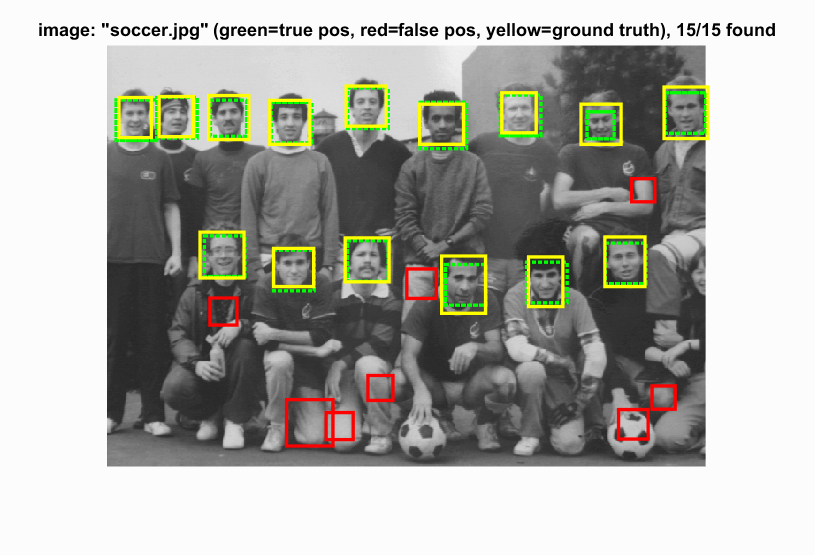 image: "soccer.jpg" (green=true pos, red=false pos, yellow=ground truth), 15/15 found